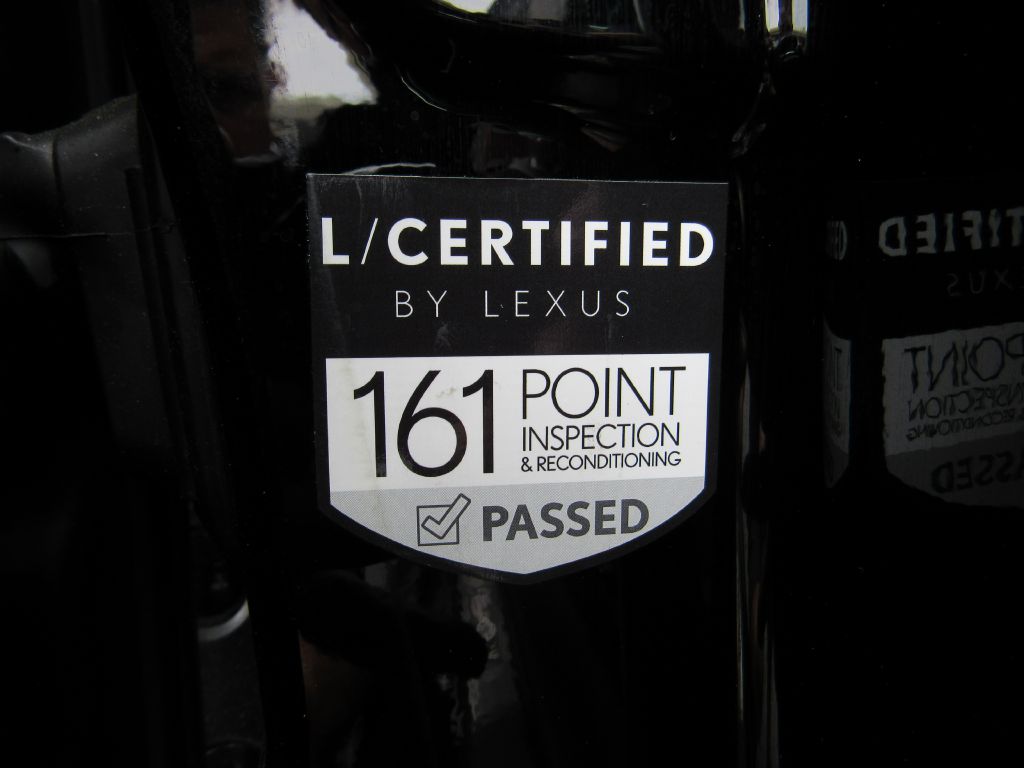 L/CERTIFIED
BY LEXUS
161 POINT
INSPECTION
& RECONDITIONING
PASSED